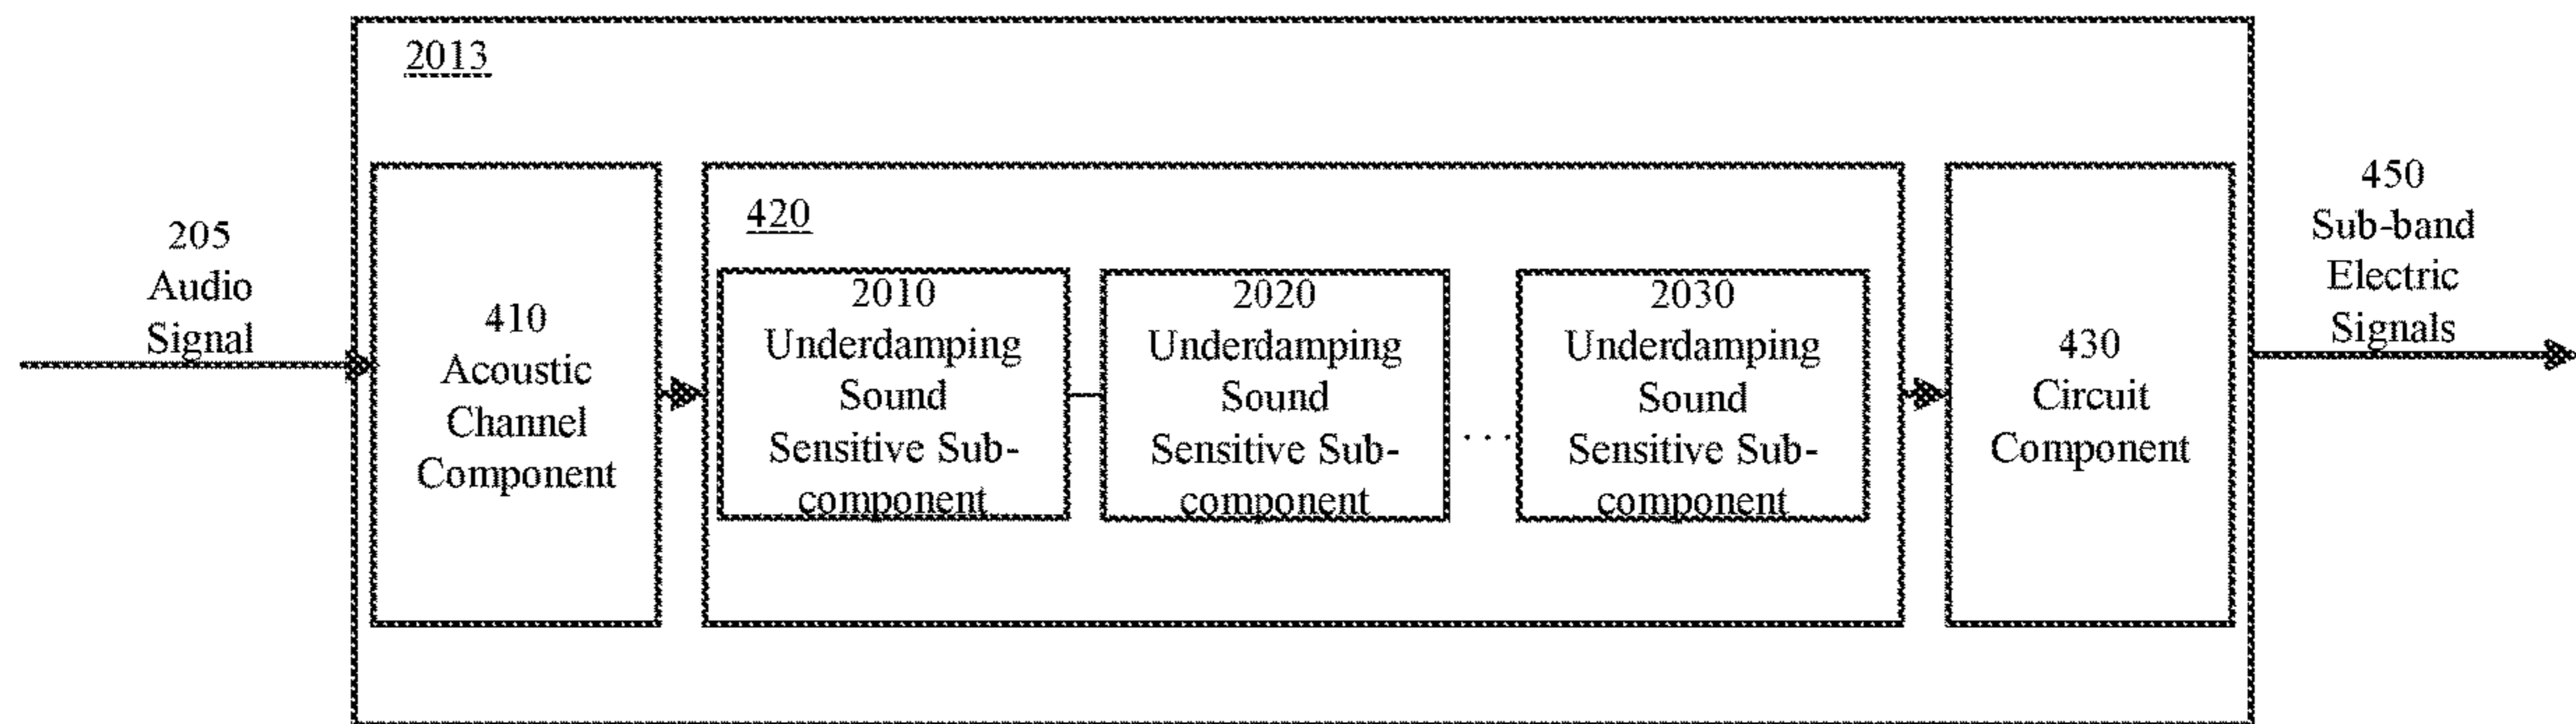 2013
205
Audio
Signal
410
Acoustic
Channel
Component
420
2010
Underdamping
Sound
Sensitive Sub-
component
2020
Underdamping
Sound
Sensitive Sub-
component
...
2030
Underdamping
Sound
Sensitive Sub-
component
430
Circuit
Component
450
Sub-band
Electric
Signals